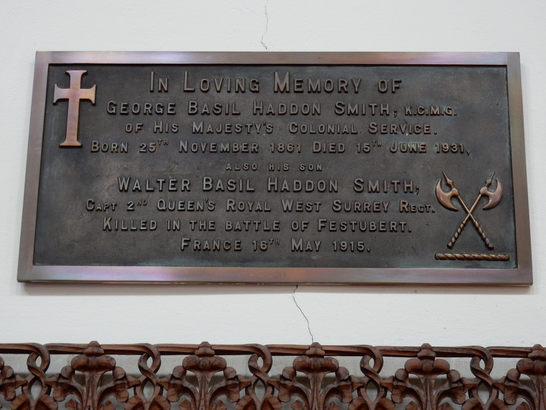 IN LOVING MEMORY OF
GEORGE BASIL HADDON SMITH, K.C.M.G.
OF HIS MAJESTY'S COLONIAL SERVICE.
BORN 25TH NOVEMBER 1861 DIED 15TH JUNE 1931,
ALSO HIS SON
WALTER BASIL HADDON SMITH,
CAPT 2ND QUEEN'S ROYAL WEST SURREY RECT.
KILLED IN THE BATTLE OF FESTUBERT.
FRANCE 16TH MAY 1915.